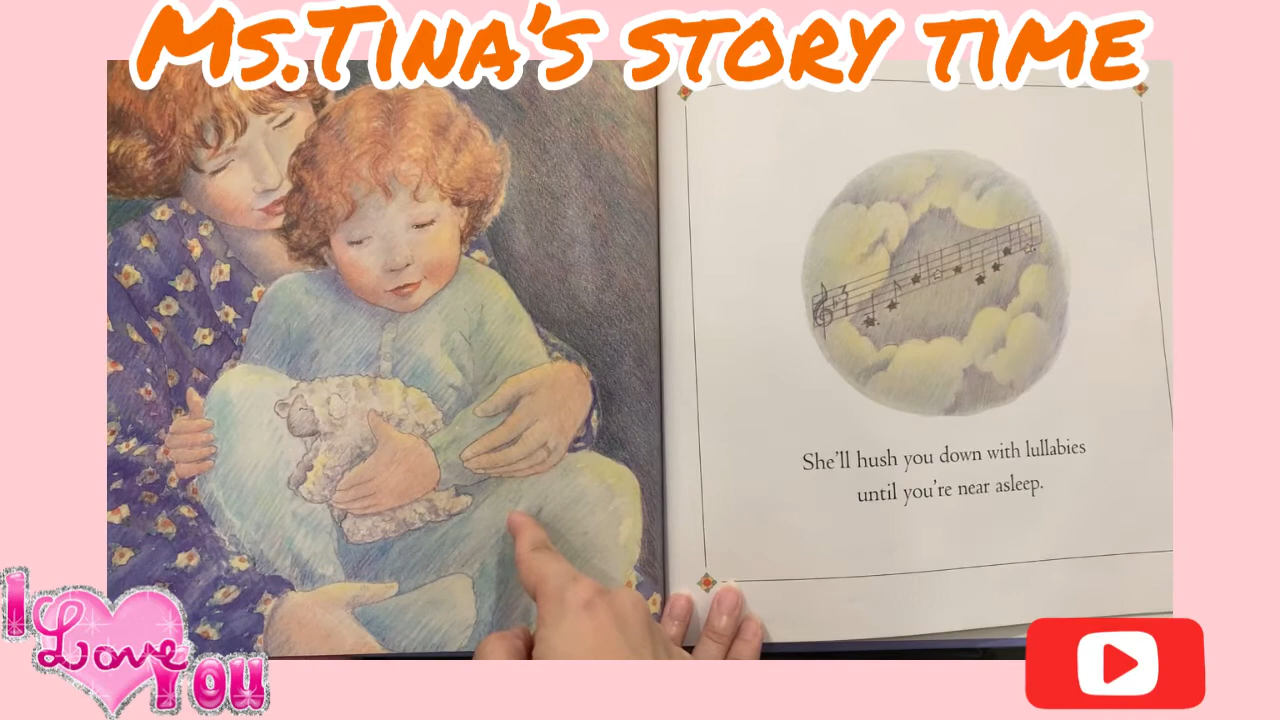 Ms.Tina's story time
She'll hush you down with lullabies
until you're near asleep.
I
Love
You